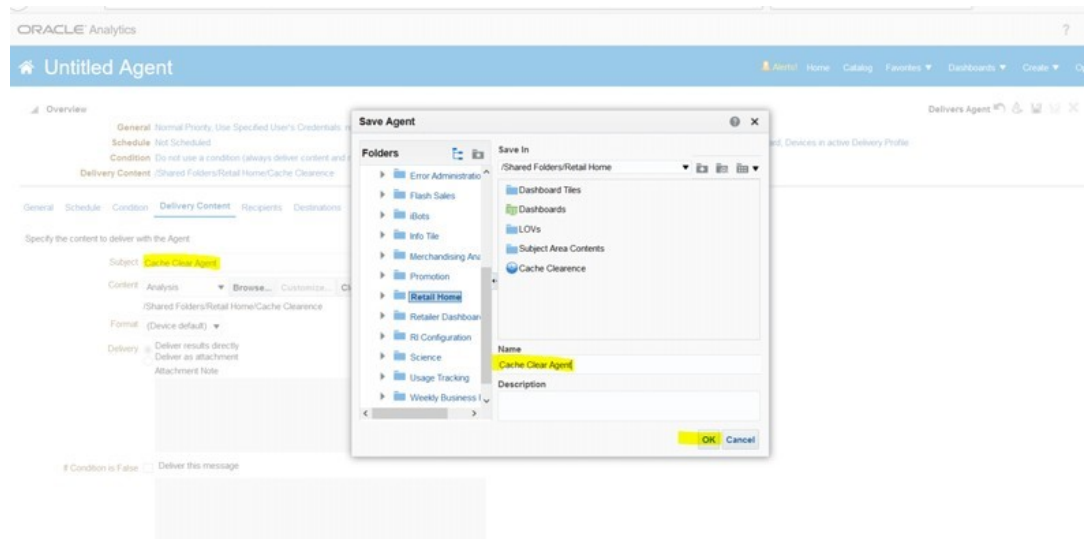 ORACLE Analytics
?
Untitled Agent
Alerts! Home Catalog Favorites Dashboards Create
Overview
Delivers Agent
General Normal Priority, Use Specified User's Credentials
Schedule Not Scheduled
Condition Do not use a condition (always deliver content and
Delivery Content /Shared Folders/Retail Home/Cache Clearence
Devices in active Delivery Profile
General Schedule Condition Delivery Content Recipients Destinations
Specify the content to deliver with the Agent
Subject Cache Clear Agent
Content Analysis Browse... Customize...
/Shared Folders/Retail Home/Cache Clearence
Format (Device default)
Delivery Deliver results directly
Deliver as attachment
Attachment Note
If Condition is False Deliver this message
Save Agent
Folders
Error Administratio
Flash Sales
iBots
Info Tile
Merchandising Ana
Promotion
Retail Home
Retailer Dashboar
RI Configuration
Science
Usage Tracking
Weekly Business
Save In
/Shared Folders/Retail Home
Dashboard Tiles
Dashboards
LOVs
Subject Area Contents
Cache Clearence
Name
Cache Clear Agent
Description
OK Cancel